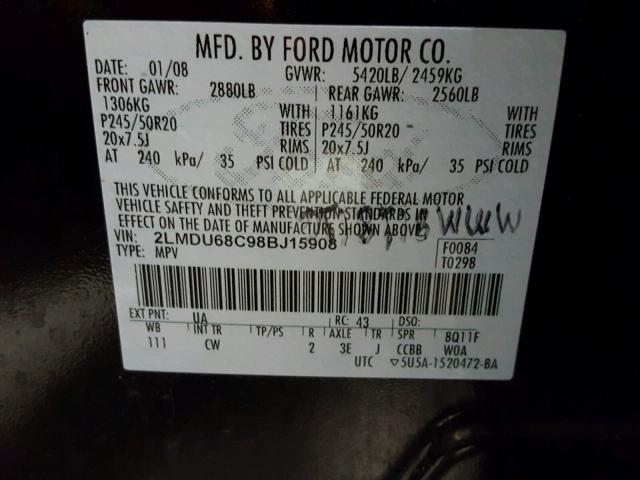 MFD. BY FORD MOTOR CO.
DATE: 01/08 GVWR: 5420LB/ 2459KG
FRONT GAWR: 2880LB REAR GAWR: 2560LB
1306KG WITH 1161KG WITH
P245/50R20 TIRES P245/50R20 TIRES
20x7.5J RIMS 20x7.5J RIMS
AT 240 kPa/ 35 PSI COLD AT 240 kPa/ 35 PSI COLD
THIS VEHICLE CONFORMS TO ALL APPLICABLE FEDERAL MOTOR
VEHICLE SAFETY AND THEFT PREVENTION STANDARDS IN
EFFECT ON THE DATE OF MANUFACTURE SHOWN ABOVE
VIN: 2LMDU68C98BJ15908 F0084
TYPE: MPV T0298
EXT PNT: UA RC: 43 DSO:
WB INT TR TP/PS R AXLE TR SPR 8Q11F
111 CW 2 3E J CCBB WOA
UTC 5U5A-1520472-BA